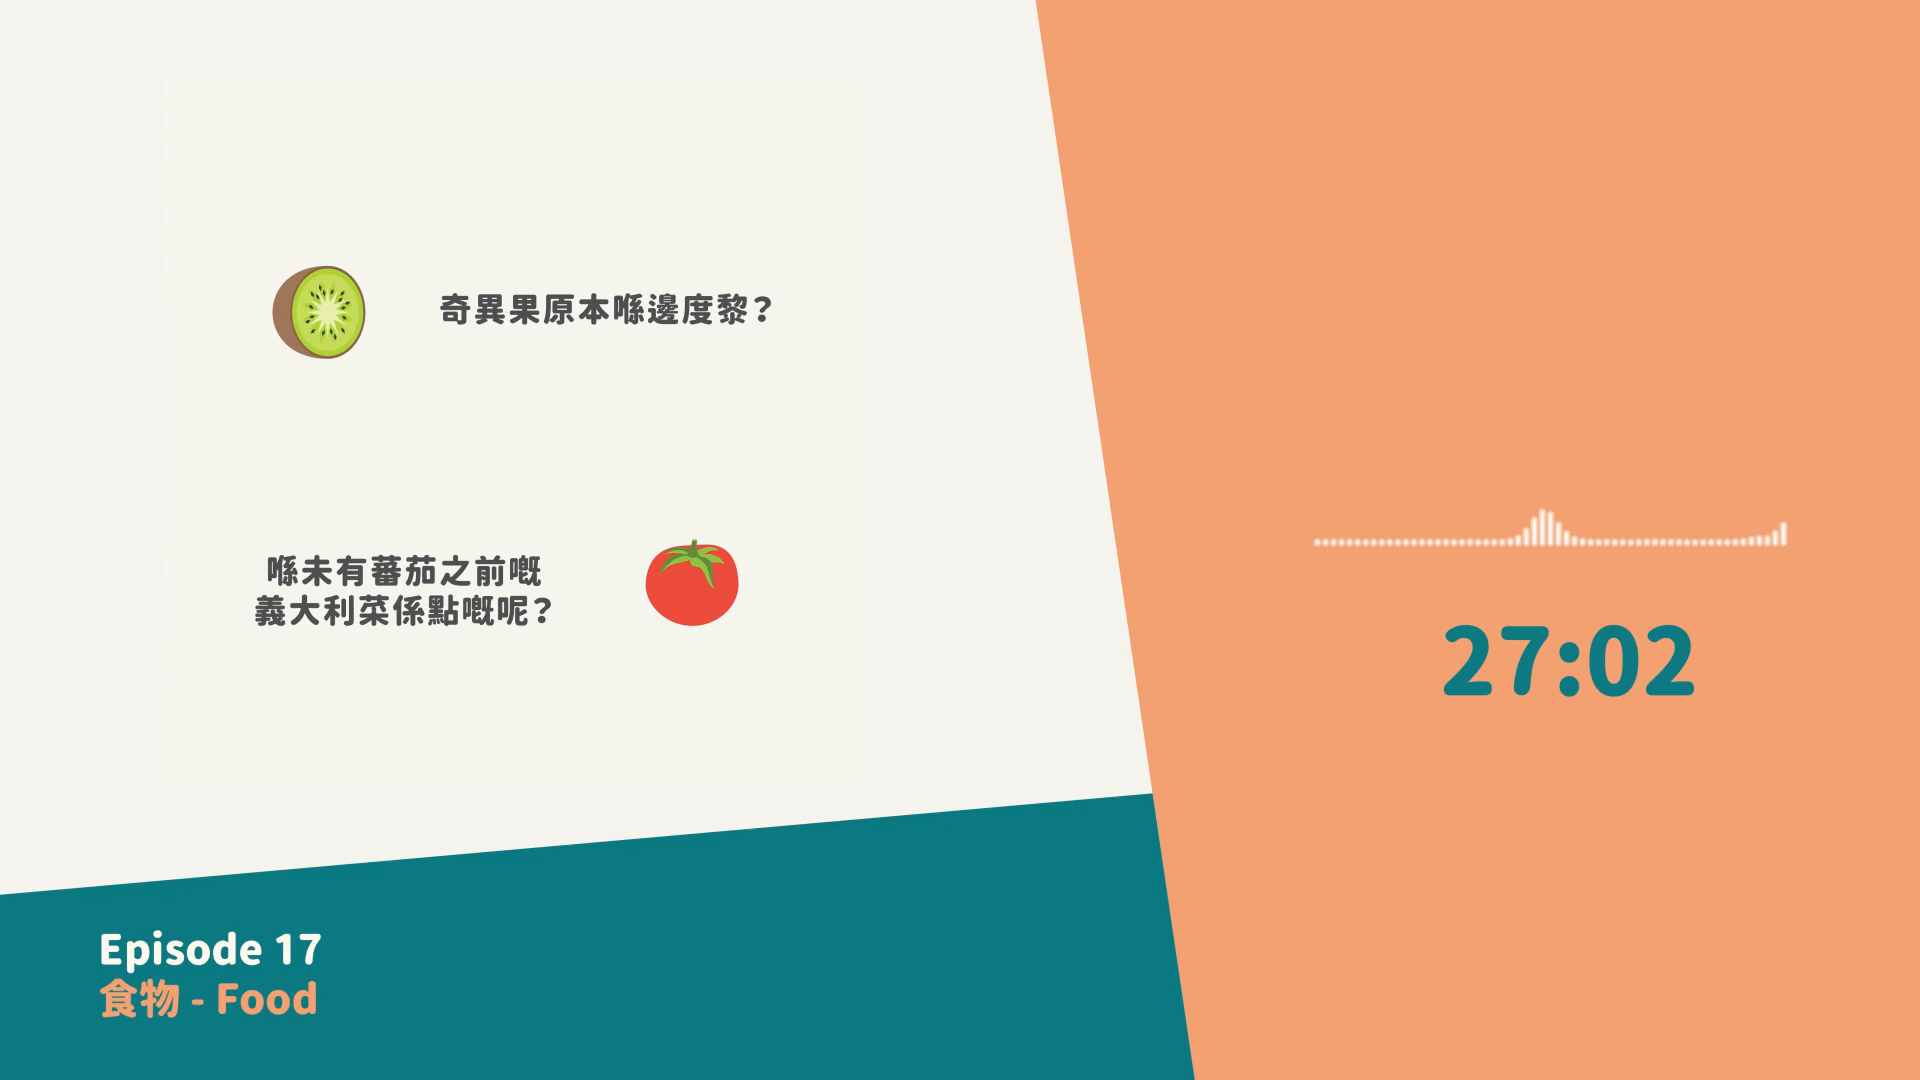 奇異果原本喺邊度黎？
喺未有蕃茄之前嘅
義大利菜係點嘅呢？
27:02
Episode 17
食物 - Food